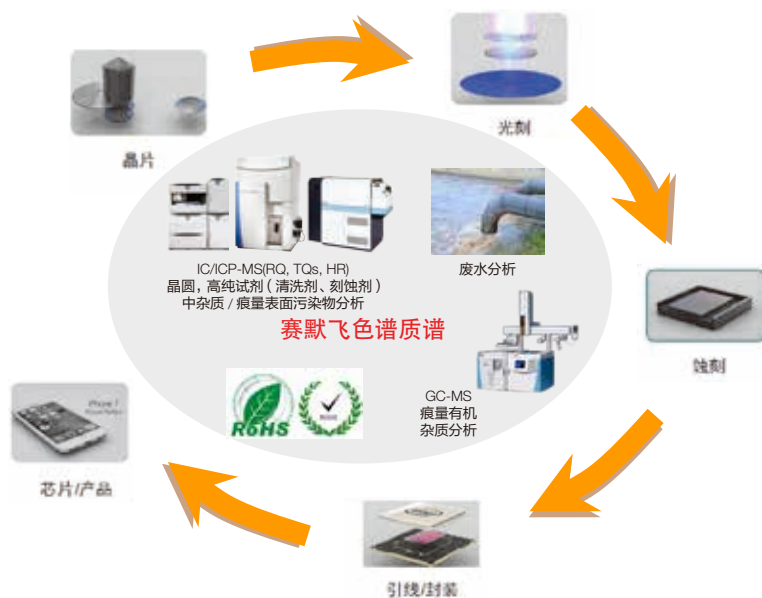 晶片
光刻
IC/ICP-MS(RQ, TQs, HR)
晶圆，高纯试剂（清洗剂、刻蚀剂）
中杂质 / 痕量表面污染物分析
废水分析
赛默飞色谱质谱
蚀刻
GC-MS
痕量有机
杂质分析
RoHS
芯片/产品
引线/封装